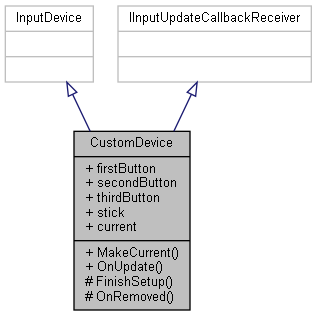 InputDevice
IInputUpdateCallbackReceiver
CustomDevice
+ firstButton
+ secondButton
+ thirdButton
+ stick
+ current
+ MakeCurrent()
+ OnUpdate()
# FinishSetup()
# OnRemoved()